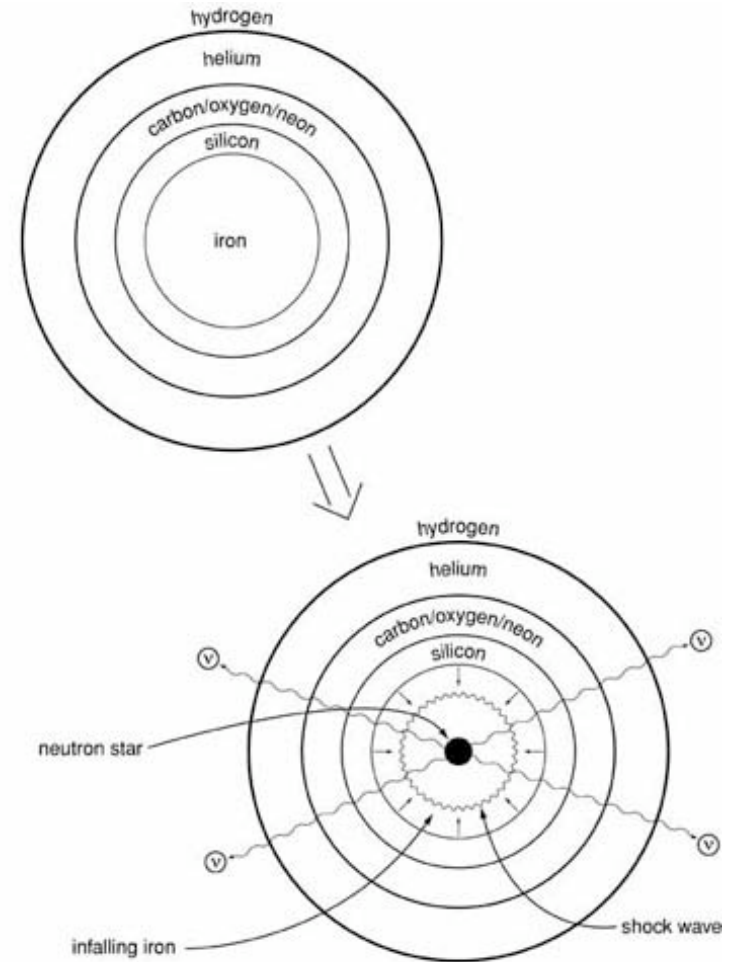 hydrogen
helium
carbon/oxygen/neon
silicon
iron
hydrogen
helium
carbon/oxygen/neon
silicon
ν
ν
neutron star
ν
ν
shock wave
infalling iron